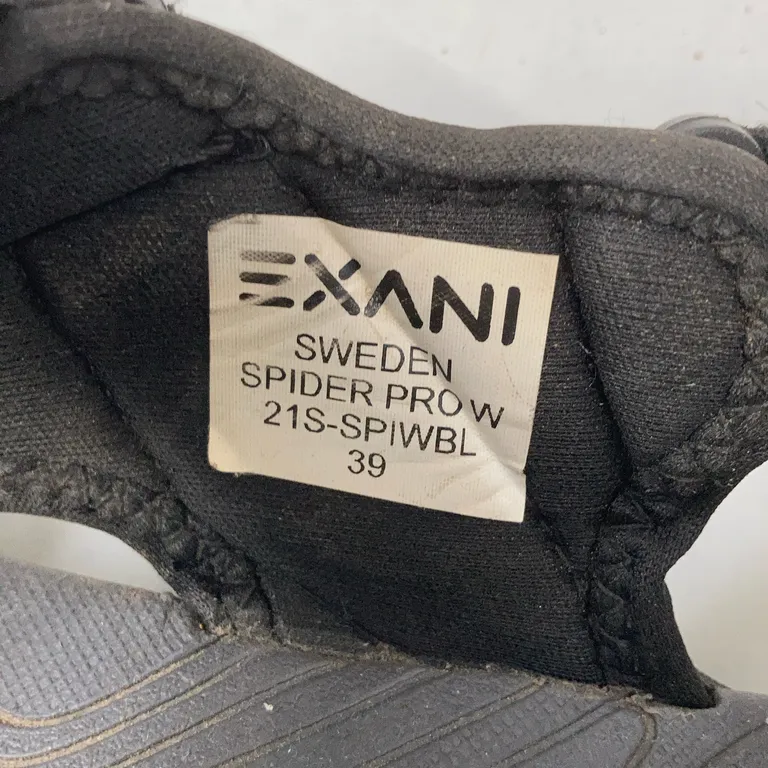 EXANI
SWEDEN
SPIDER PRO W
21S-SPIWBL
39